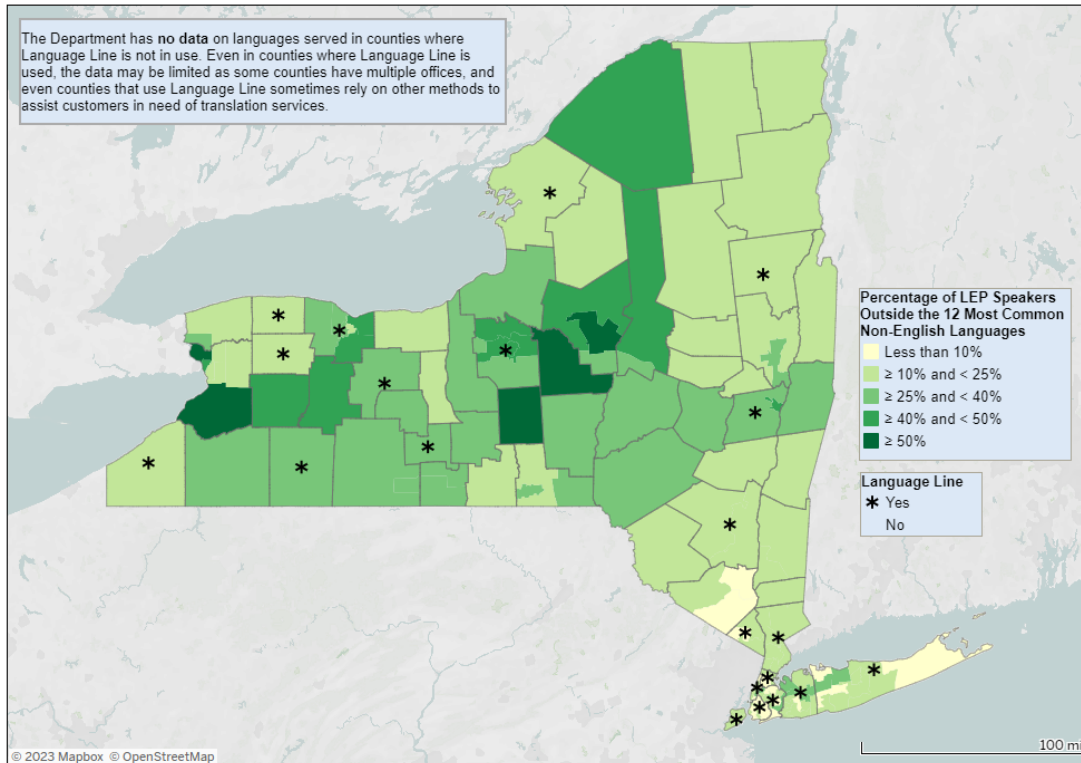 The Department has no data on languages served in counties where
Language Line is not in use. Even in counties where Language Line is
used, the data may be limited as some counties have multiple offices, and
even counties that use Language Line sometimes rely on other methods to
assist customers in need of translation services.
Percentage of LEP Speakers
Outside the 12 Most Common
Non-English Languages
Less than 10%
≥ 10% and < 25%
≥ 25% and < 40%
≥ 40% and < 50%
≥ 50%
Language Line
Yes
No
© 2023 Mapbox © OpenStreetMap
100 mi